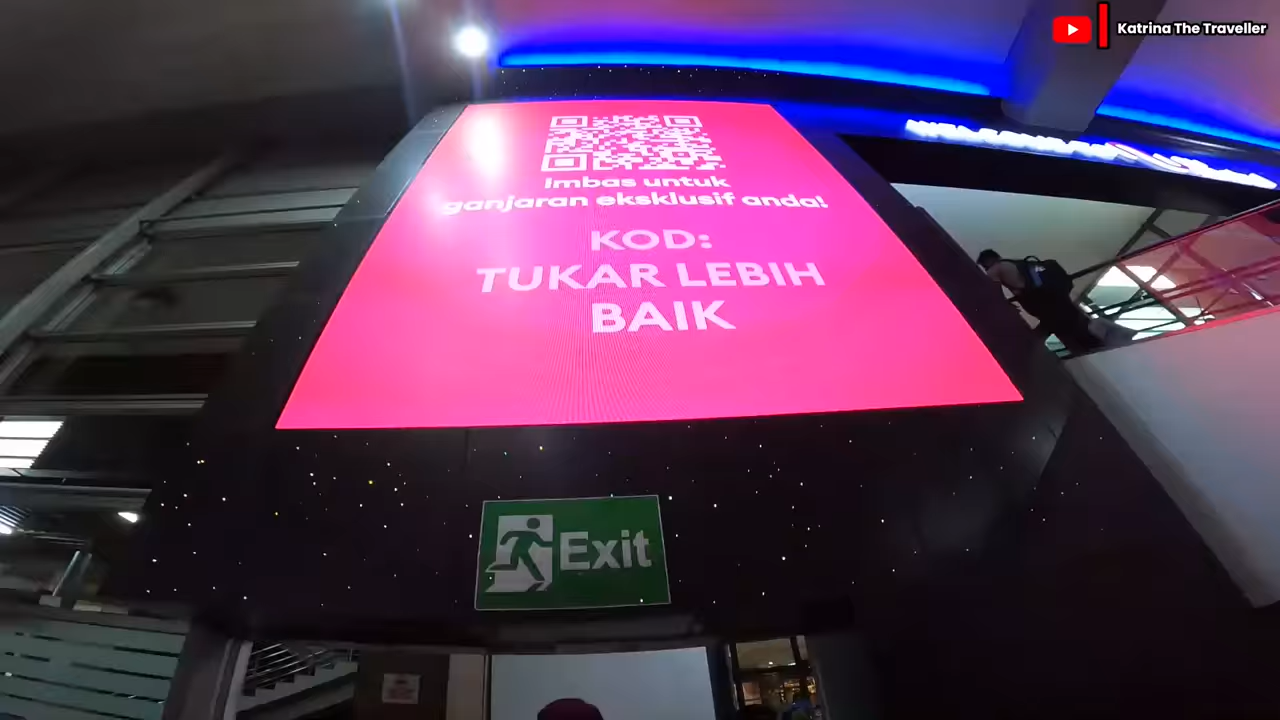 Katrina The Traveller
Imbas untuk
ganjaran eksklusif anda!
KOD:
TUKAR LEBIH
BAIK
Exit